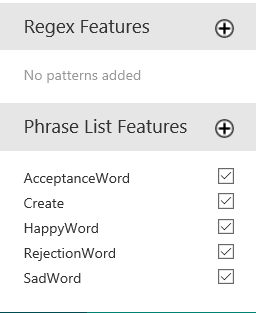 Regex Features
No patterns added
Phrase List Features
AcceptanceWord
Create
HappyWord
RejectionWord
SadWord